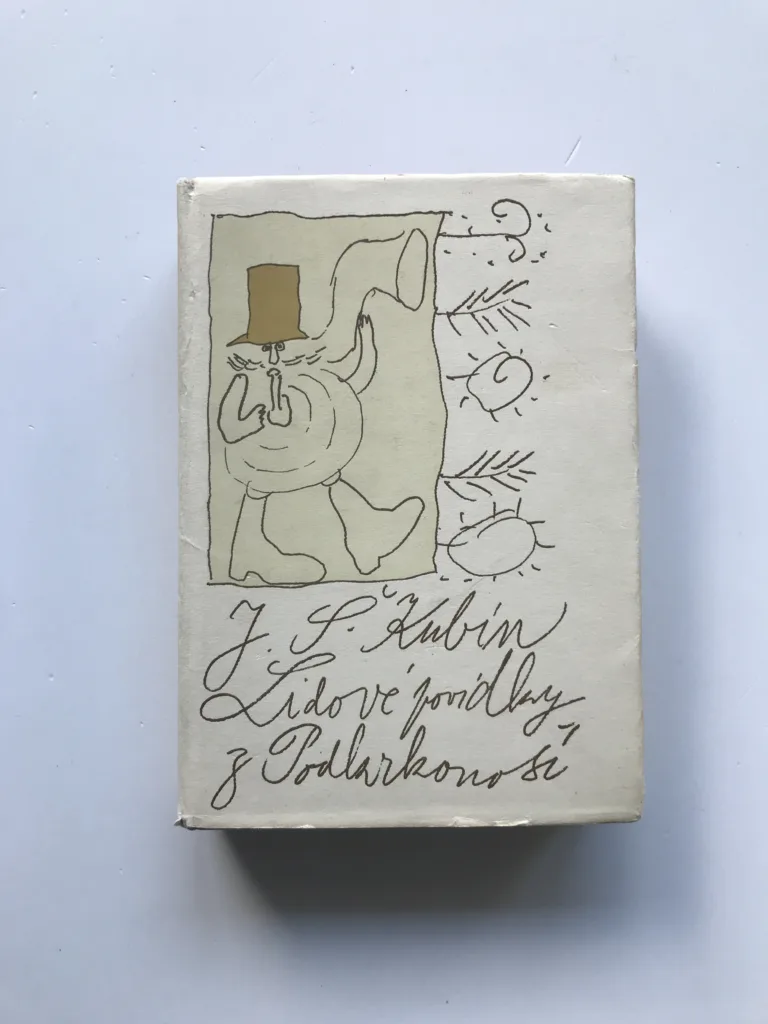 J. Š. Kubín
Lidové povídky
z Podkrkonoší